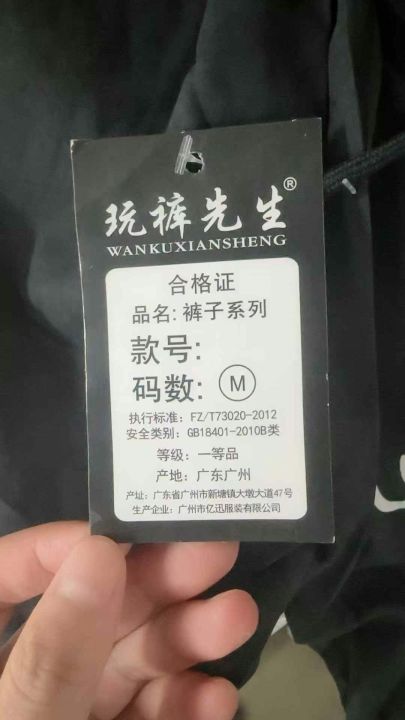 玩裤先生®
WANKUXIANSHENG
合格证
品名: 裤子系列
款号:
码数: M
执行标准: FZ/T73020-2012
安全类别: GB18401-2010B类
等级: 一等品
产地: 广东广州
产址: 广东省广州市新塘镇大墩大道47号
生产企业: 广州市亿迅服装有限公司